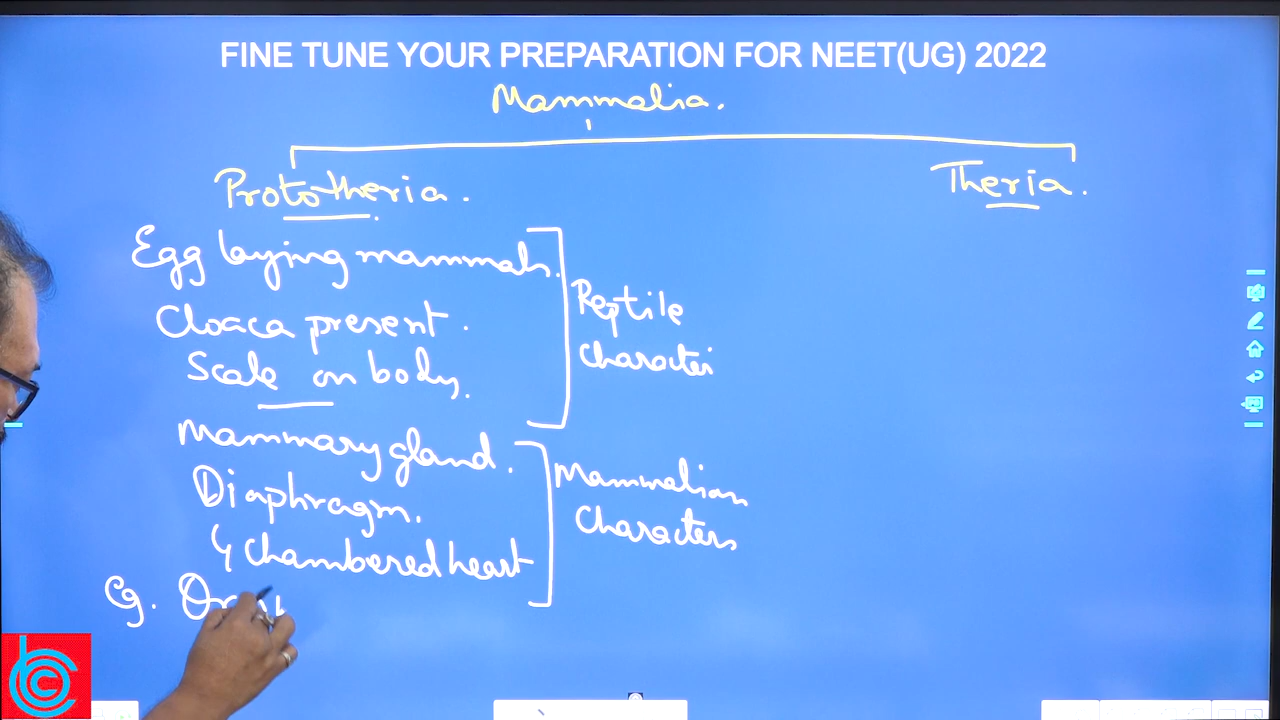 FINE TUNE YOUR PREPARATION FOR NEET(UG) 2022
Mammalia.
Prototheria.
Theria.
Egg laying mammals.
Cloaca present.
Scale on body.
Reptile
Character
Mammary gland.
Diaphragm.
4 chambered heart
Mammalian
Characters